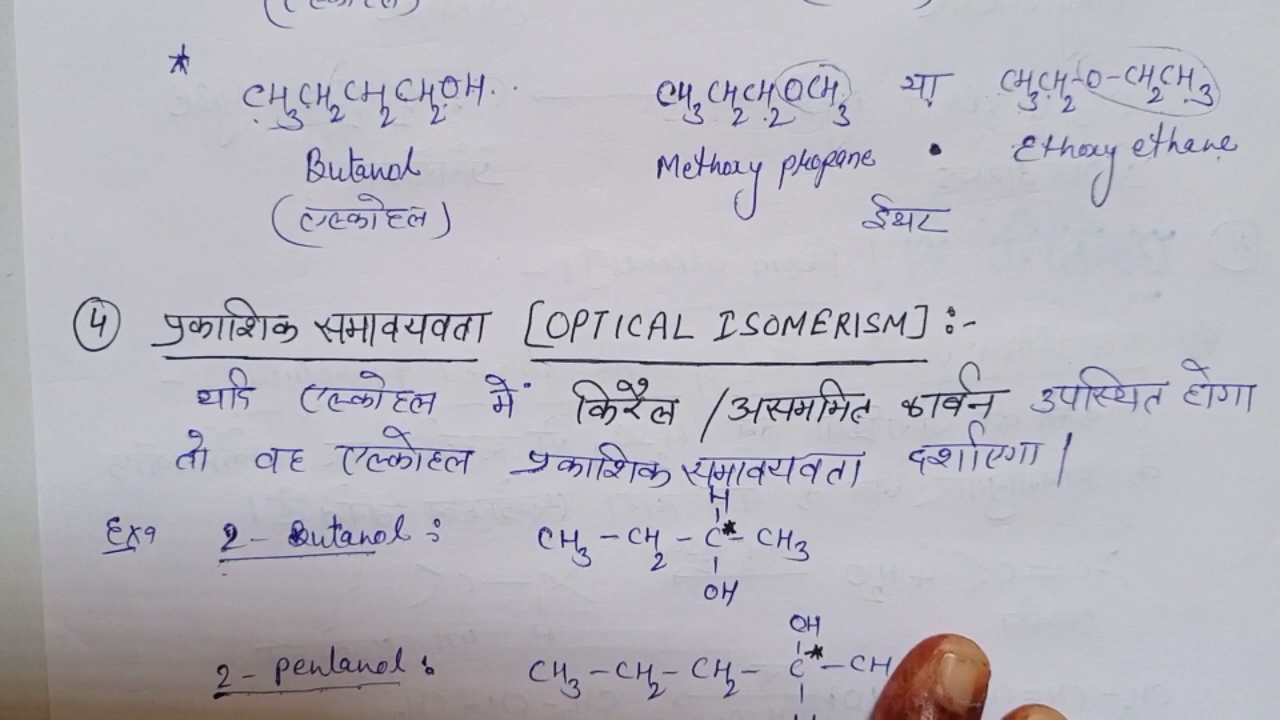 *
CH3CH2CH2CH2OH. CH3CH2CH2OCH3 या CH3CH2-O-CH2CH3
Butanol Methoxy propane • Ethoxy ethane
(एल्कोहल) ईथर
④ प्रकाशिक समावयवता [OPTICAL ISOMERISM] :-
यदि एल्कोहल में किरैल / असममित कार्बन उपस्थित होगा
तो वह एल्कोहल प्रकाशिक समावयवता दर्शाएगा |
H
Ex 2 - Butanol : CH3 - CH2 - C* - CH3
OH
OH
2 - pentanol : CH3 - CH2 - CH2 - C* - CH